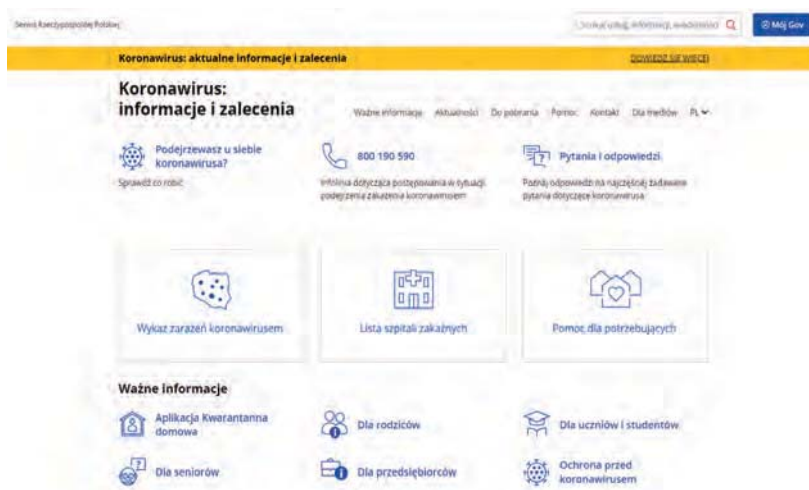 Serwis Rzeczypospolitej Polskiej
Szukaj usług, informacji, wiadomości
Mój Gov
Koronawirus: aktualne informacje i zalecenia
DOWIEDZ SIĘ WIĘCEJ
Koronawirus:
informacje i zalecenia
Ważne informacje Aktualności Do pobrania Pomoc Kontakt Dla mediów PL
Podejrzewasz u siebie
koronawirusa?
Sprawdź co robić
800 190 590
Infolinia dotycząca postępowania w sytuacji
podejrzenia zakażenia koronawirusem
Pytania i odpowiedzi
Poznaj odpowiedzi na najczęściej zadawane
pytania dotyczące koronawirusa
Wykaz zarażeń koronawirusem
Lista szpitali zakaźnych
Pomoc dla potrzebujących
Ważne informacje
Aplikacja Kwarantanna
domowa
Dla rodziców
Dla uczniów i studentów
Dla seniorów
Dla przedsiębiorców
Ochrona przed
koronawirusem